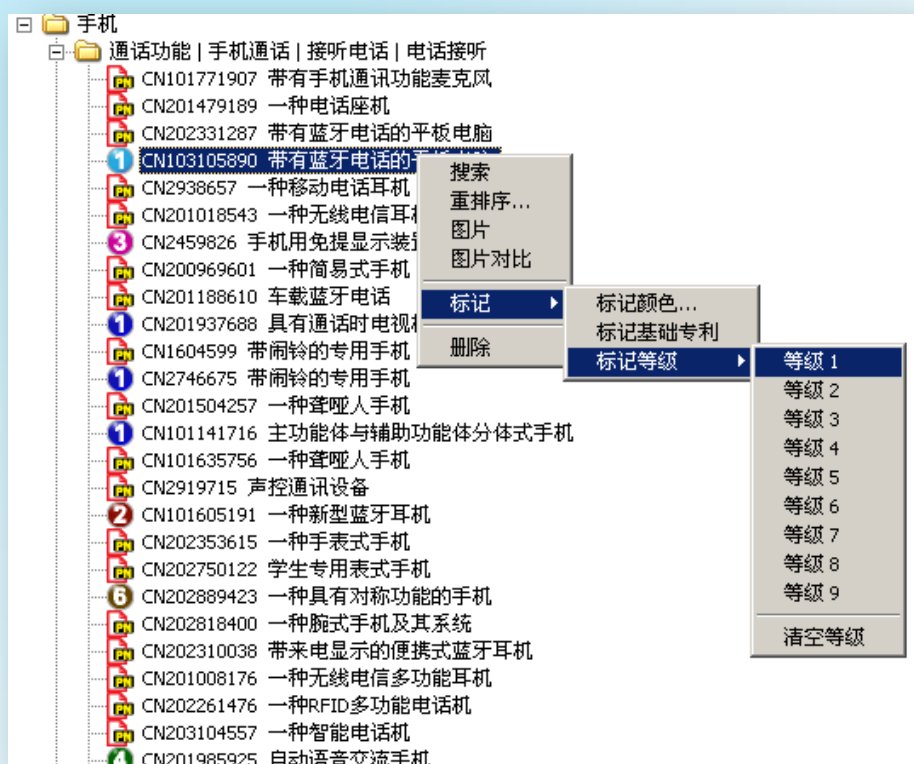 手机
通话功能 | 手机通话 | 接听电话 | 电话接听
CN101771907 带有手机通讯功能麦克风
CN201479189 一种电话座机
CN202331287 带有蓝牙电话的平板电脑
1 CN103105890 带有蓝牙电话的
CN2938657 一种移动电话耳机
CN201018543 一种无线电信耳
3 CN2459826 手机用免提显示装
CN200969601 一种简易式手机
CN201188610 车载蓝牙电话
1 CN201937688 具有通话时电视
CN1604599 带闹铃的专用手机
1 CN2746675 带闹铃的专用手机
CN201504257 一种聋哑人手机
1 CN101141716 主功能体与辅助功能体分体式手机
CN101635756 一种聋哑人手机
CN2919715 声控通讯设备
2 CN101605191 一种新型蓝牙耳机
CN202353615 一种手表式手机
CN202750122 学生专用表式手机
6 CN202889423 一种具有对称功能的手机
CN202818400 一种腕式手机及其系统
CN202310038 带来电显示的便携式蓝牙耳机
CN201008176 一种无线电信多功能耳机
CN202261476 一种RFID多功能电话机
CN203104557 一种智能电话机
4 CN201985925 自动语音交流手机
搜索
重排序...
图片
图片对比
标记
删除
标记颜色...
标记基础专利
标记等级
等级 1
等级 2
等级 3
等级 4
等级 5
等级 6
等级 7
等级 8
等级 9
清空等级